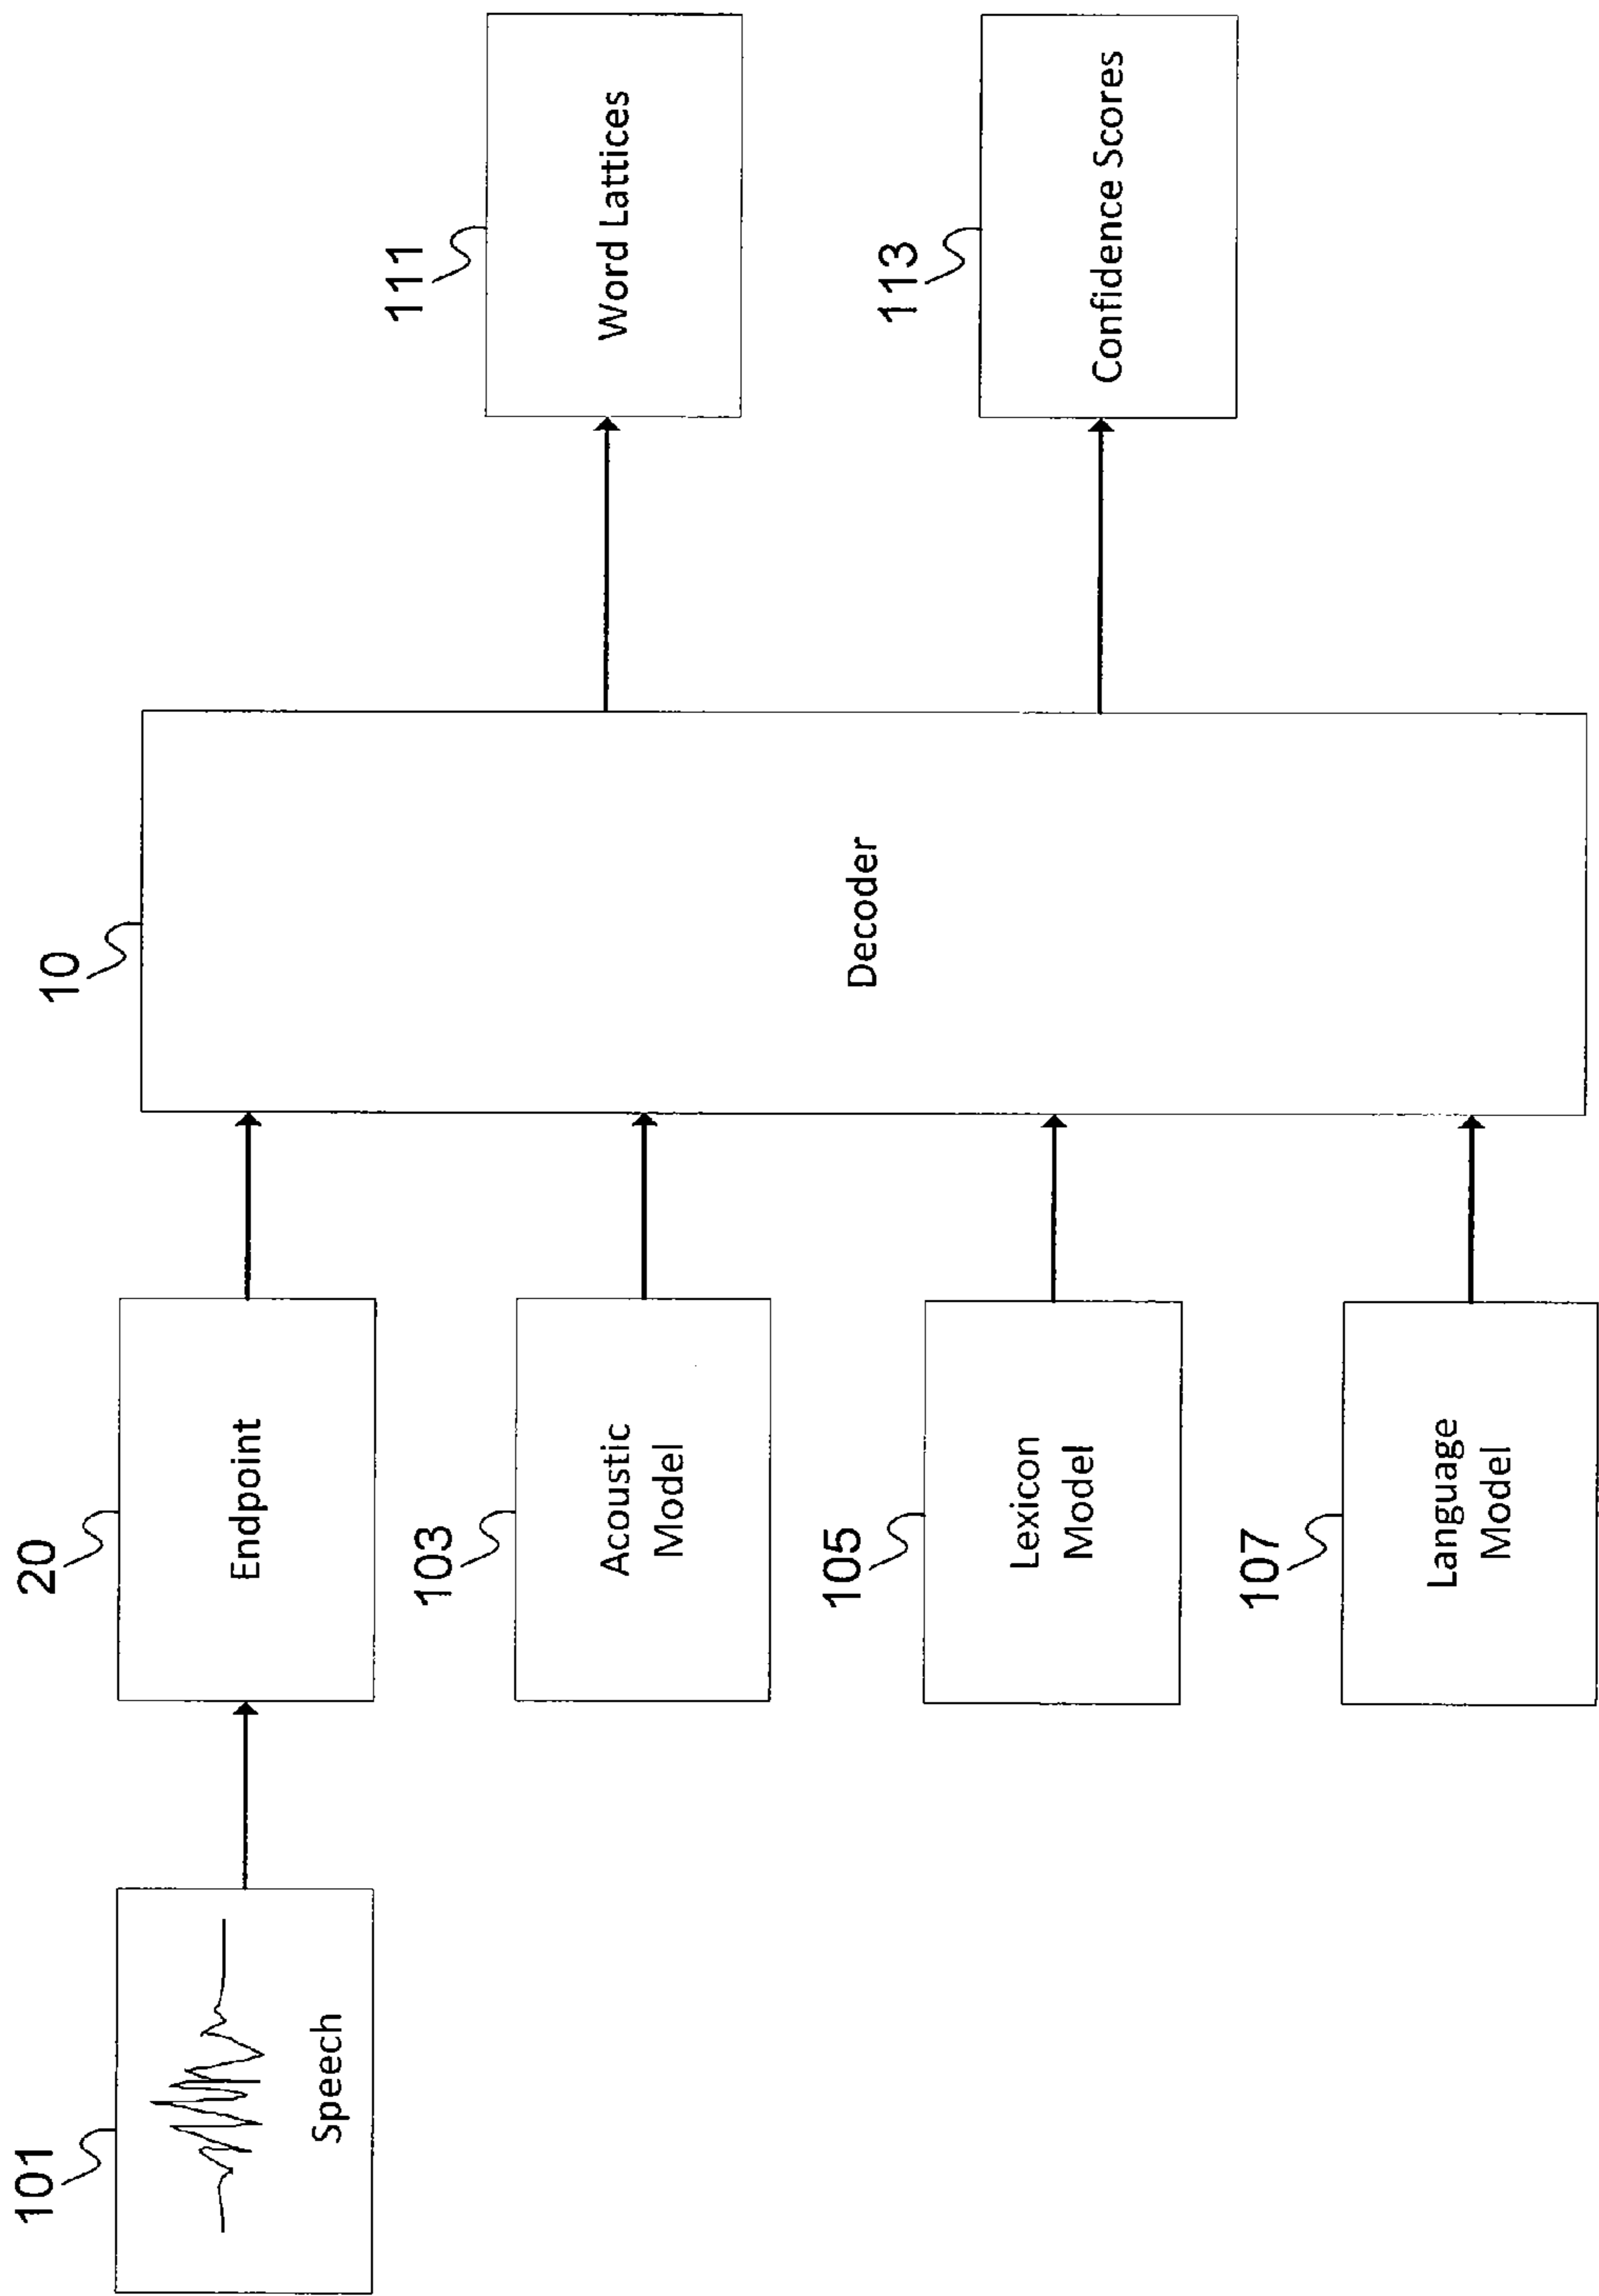 101
Speech
20
Endpoint
103
Acoustic
Model
105
Lexicon
Model
107
Language
Model
10
Decoder
111
Word Lattices
113
Confidence Scores